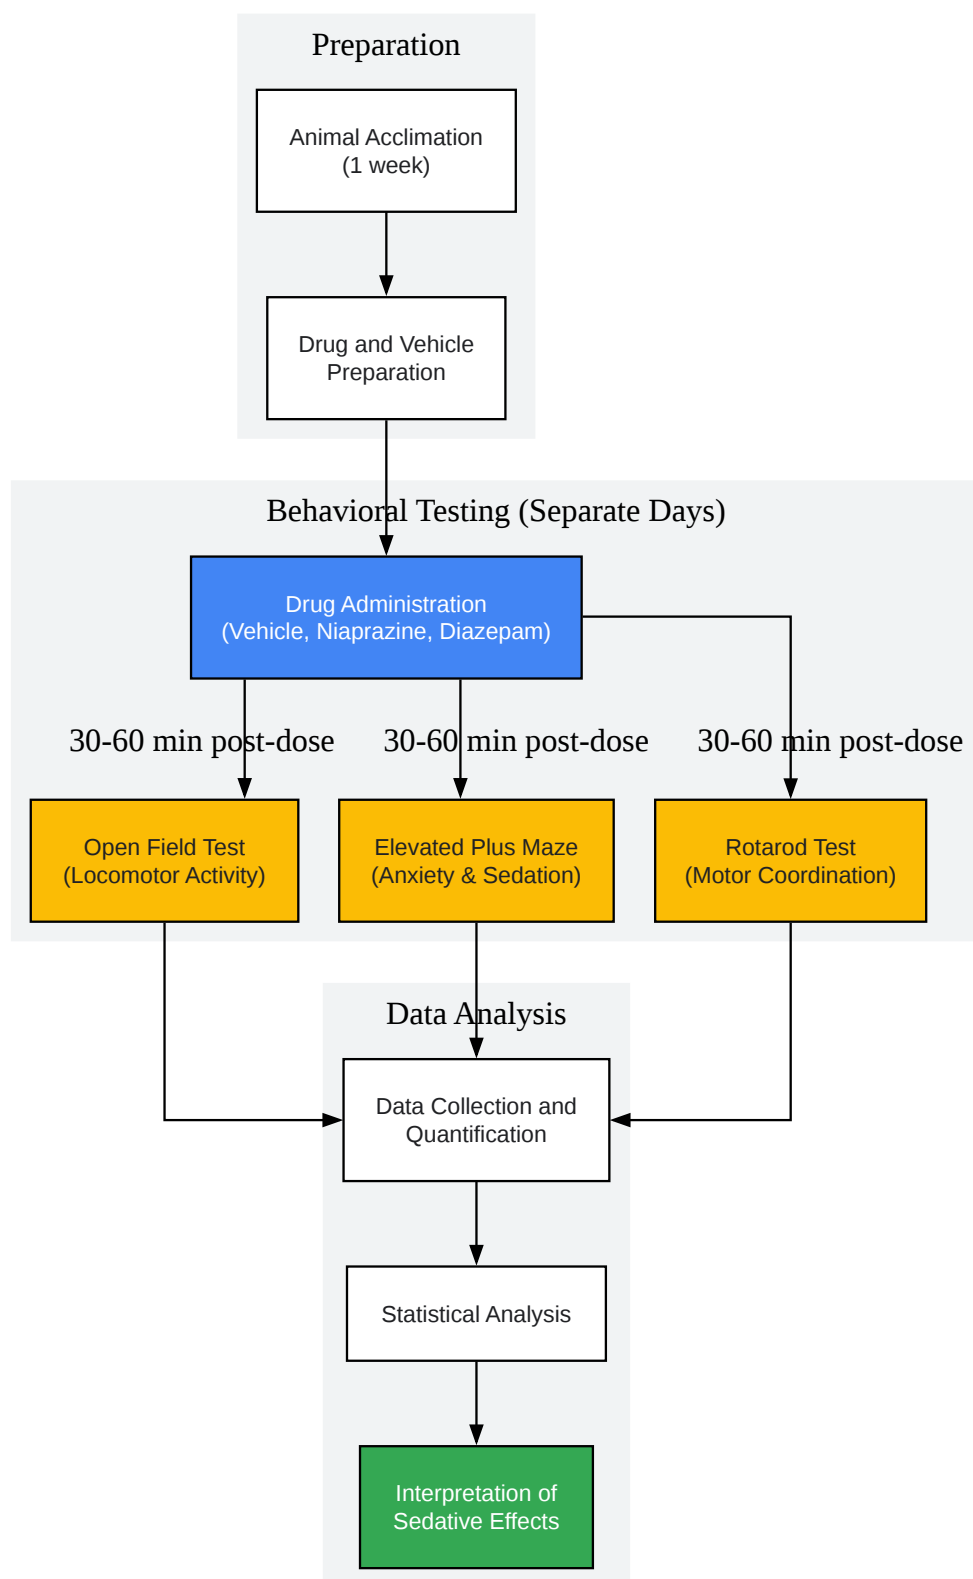 Preparation
Animal Acclimation
(1 week)
Drug and Vehicle
Preparation
Behavioral Testing (Separate Days)
Drug Administration
(Vehicle, Niaprazine, Diazepam)
30-60 min post-dose
30-60 min post-dose
30-60 min post-dose
Open Field Test
(Locomotor Activity)
Elevated Plus Maze
(Anxiety & Sedation)
Rotarod Test
(Motor Coordination)
Data Analysis
Data Collection and
Quantification
Statistical Analysis
Interpretation of
Sedative Effects